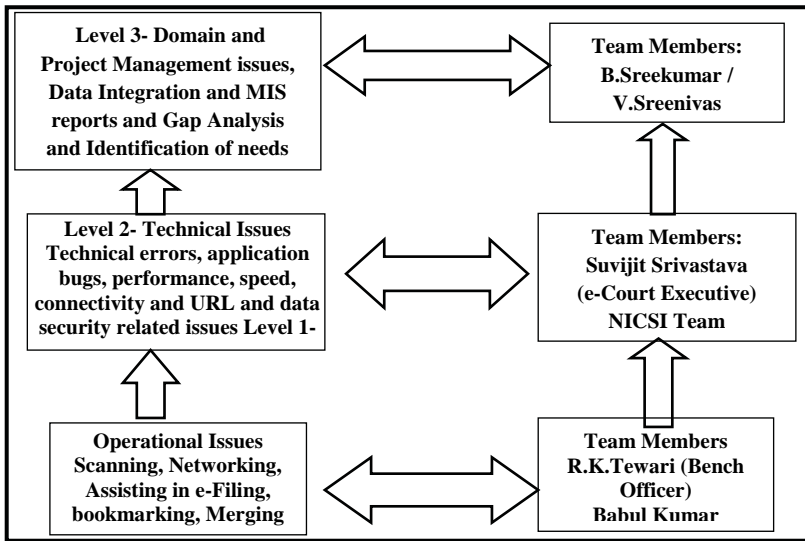 Level 3- Domain and
Project Management issues,
Data Integration and MIS
reports and Gap Analysis
and Identification of needs
Team Members:
B.Sreekumar /
V.Sreenivas
Level 2- Technical Issues
Technical errors, application
bugs, performance, speed,
connectivity and URL and data
security related issues Level 1-
Team Members:
Suvijit Srivastava
(e-Court Executive)
NICSI Team
Operational Issues
Scanning, Networking,
Assisting in e-Filing,
bookmarking, Merging
Team Members
R.K.Tewari (Bench
Officer)
Babul Kumar